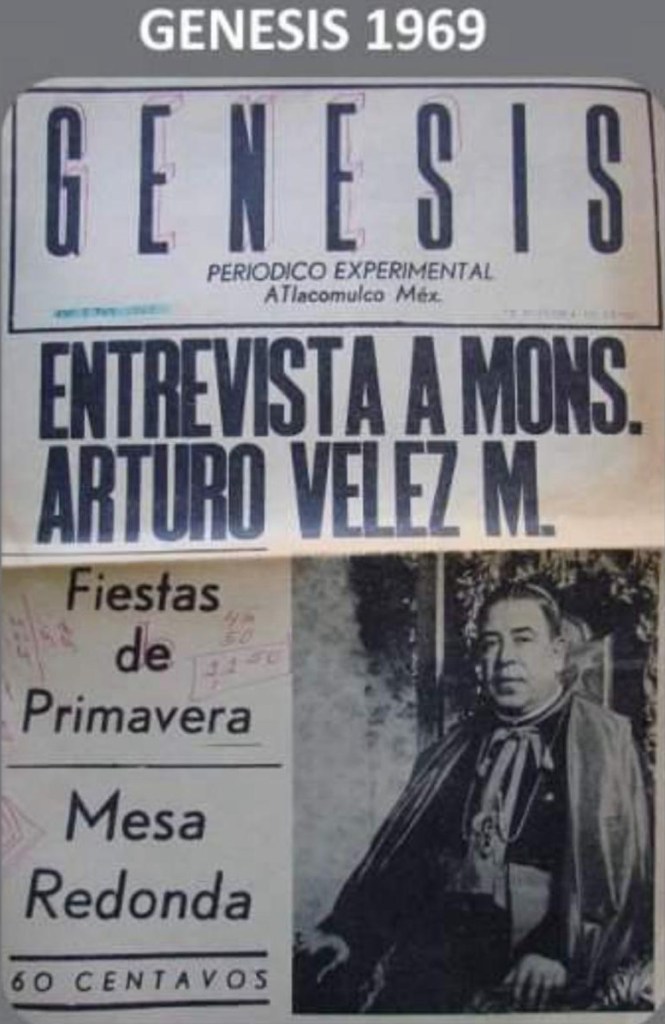 GENESIS 1969
GENESIS
PERIODICO EXPERIMENTAL
ATlacomulco Méx.
ENTREVISTA A MONS.
ARTURO VELEZ M.
Fiestas
de
Primavera
Mesa
Redonda
60 CENTAVOS